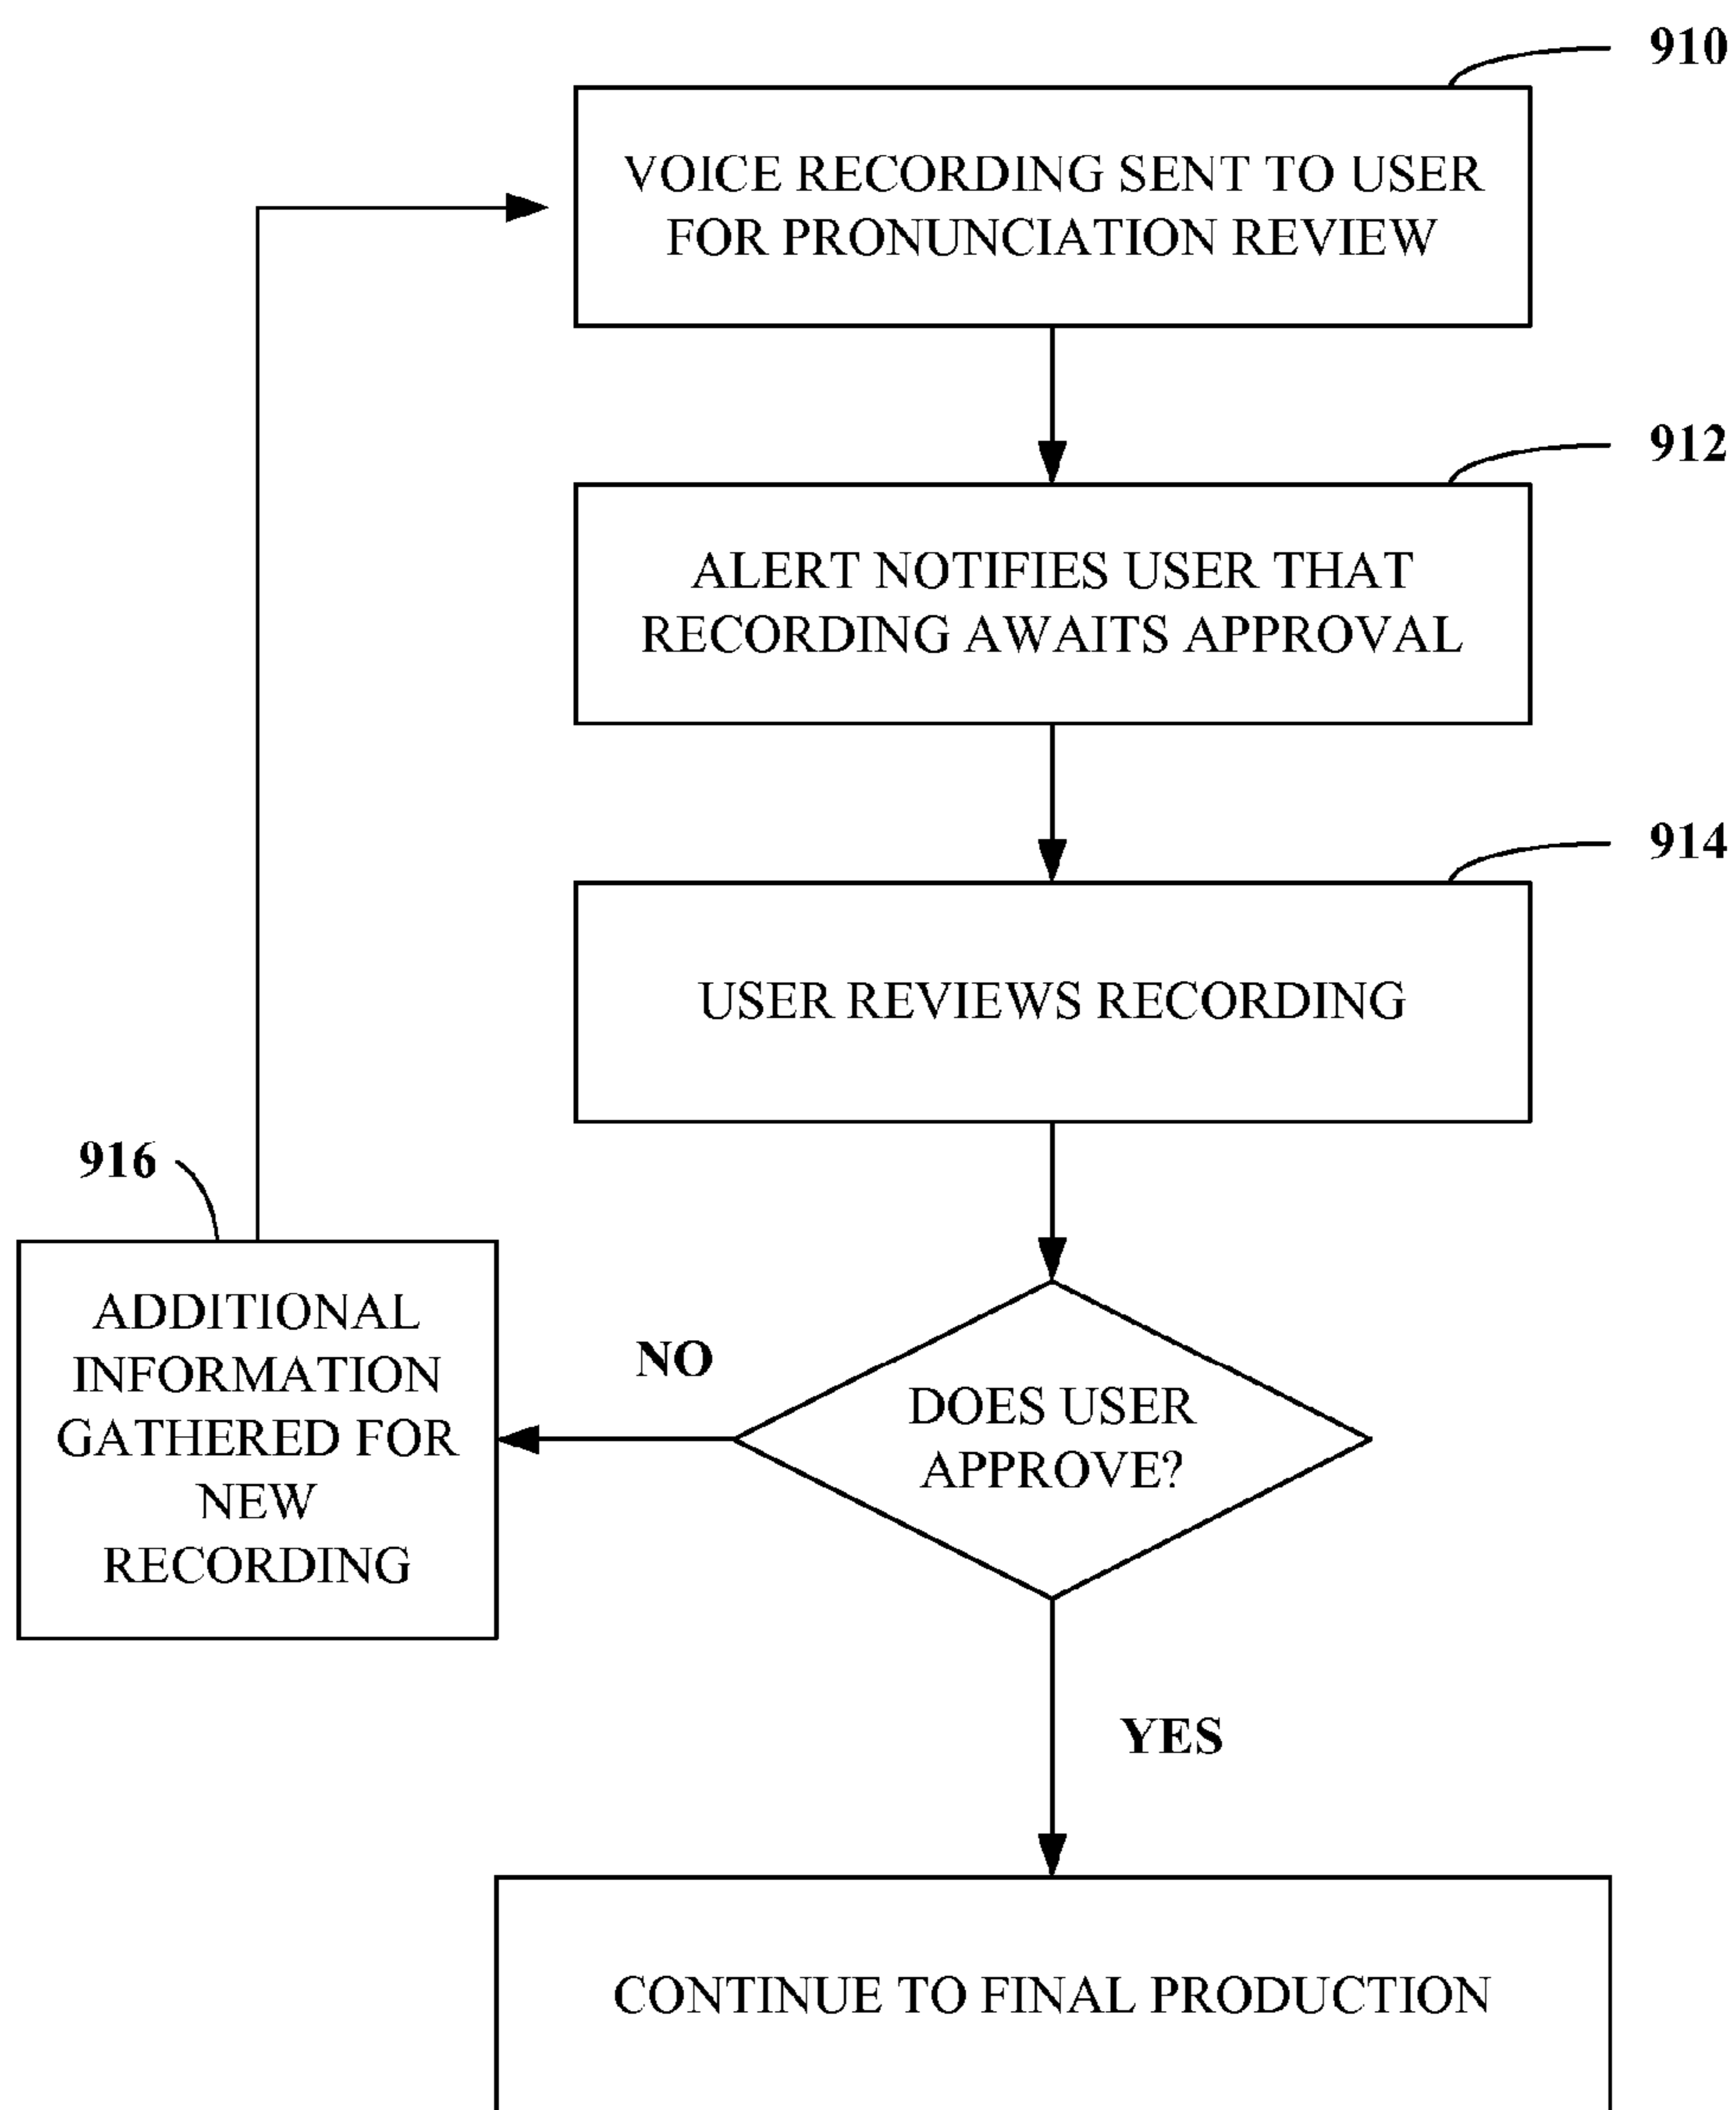 910
VOICE RECORDING SENT TO USER
FOR PRONUNCIATION REVIEW
912
ALERT NOTIFIES USER THAT
RECORDING AWAITS APPROVAL
914
USER REVIEWS RECORDING
916
ADDITIONAL
INFORMATION
GATHERED FOR
NEW
RECORDING
NO
DOES USER
APPROVE?
YES
CONTINUE TO FINAL PRODUCTION